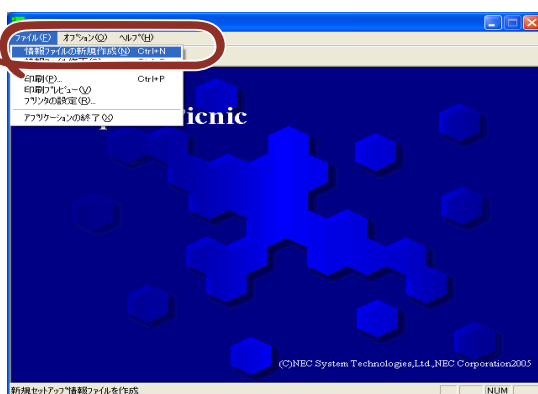 ファイル(F) オプション(O) ヘルプ(H)
情報ファイルの新規作成(N) Ctrl+N
印刷(P)... Ctrl+P
印刷プレビュー(V)
プリンタの設定(R)...
アプリケーションの終了(X)
icnic
(C)NEC System Technologies,Ltd.,NEC Corporation2005
新規セットアップ情報ファイルを作成
NUM